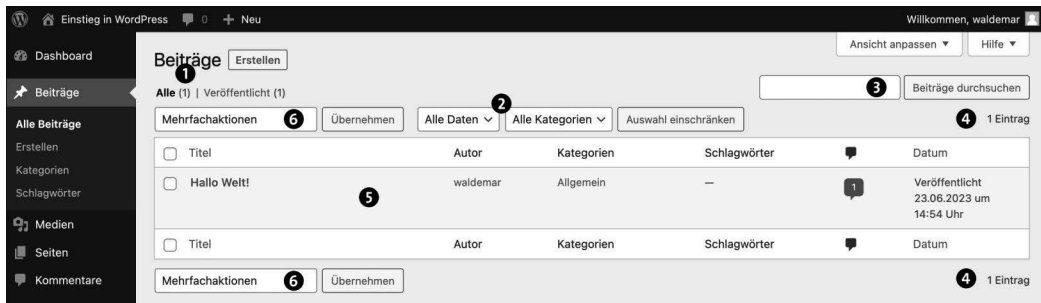 Einstieg in WordPress 0 + Neu Willkommen, waldemar
Ansicht anpassen ▼ Hilfe ▼
Dashboard
Beiträge
Alle Beiträge
Erstellen
Kategorien
Schlagwörter
Medien
Seiten
Kommentare
Beiträge Erstellen
1
Alle (1) | Veröffentlicht (1)
3 Beiträge durchsuchen
2
Mehrfachaktionen 6 Übernehmen Alle Daten Alle Kategorien Auswahl einschränken 4 1 Eintrag
Titel Autor Kategorien Schlagwörter Datum
Hallo Welt! 5 waldemar Allgemein — 1 Veröffentlicht
23.06.2023 um
14:54 Uhr
Titel Autor Kategorien Schlagwörter Datum
Mehrfachaktionen 6 Übernehmen 4 1 Eintrag